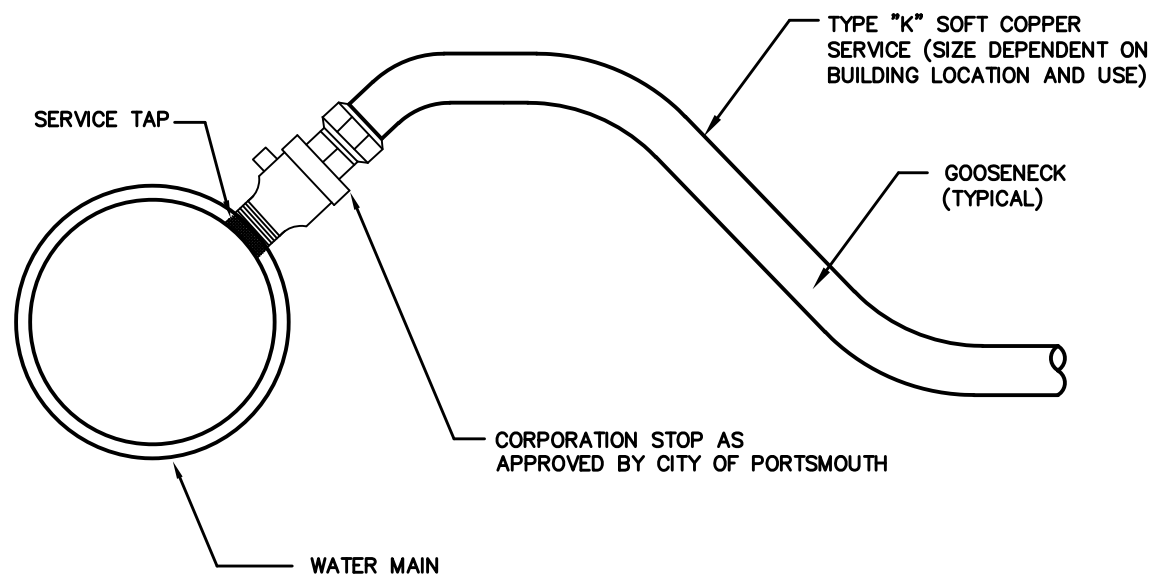 TYPE "K" SOFT COPPER
SERVICE (SIZE DEPENDENT ON
BUILDING LOCATION AND USE)
SERVICE TAP
GOOSENECK
(TYPICAL)
CORPORATION STOP AS
APPROVED BY CITY OF PORTSMOUTH
WATER MAIN